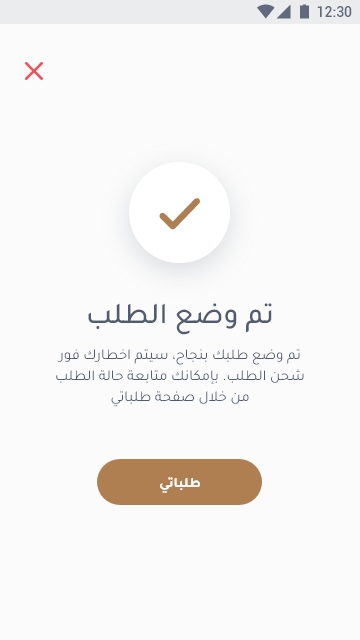 12:30
تم وضع الطلب
تم وضع طلبك بنجاح، سيتم اخطارك فور
شحن الطلب. بإمكانك متابعة حالة الطلب
من خلال صفحة طلباتي
طلباتي